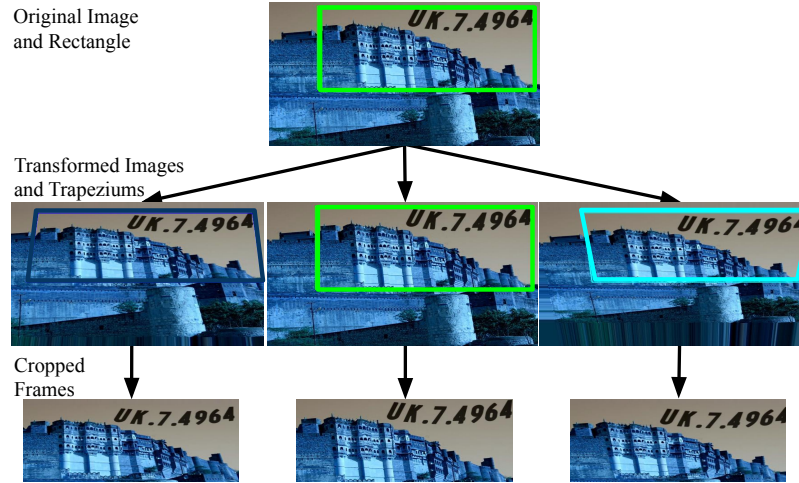 Original Image
and Rectangle
UK.7.4964
Transformed Images
and Trapeziums
UK.7.4964
UK.7.4964
UK.7.4964
Cropped
Frames
UK.7.4964
UK.7.4964
UK.7.4964